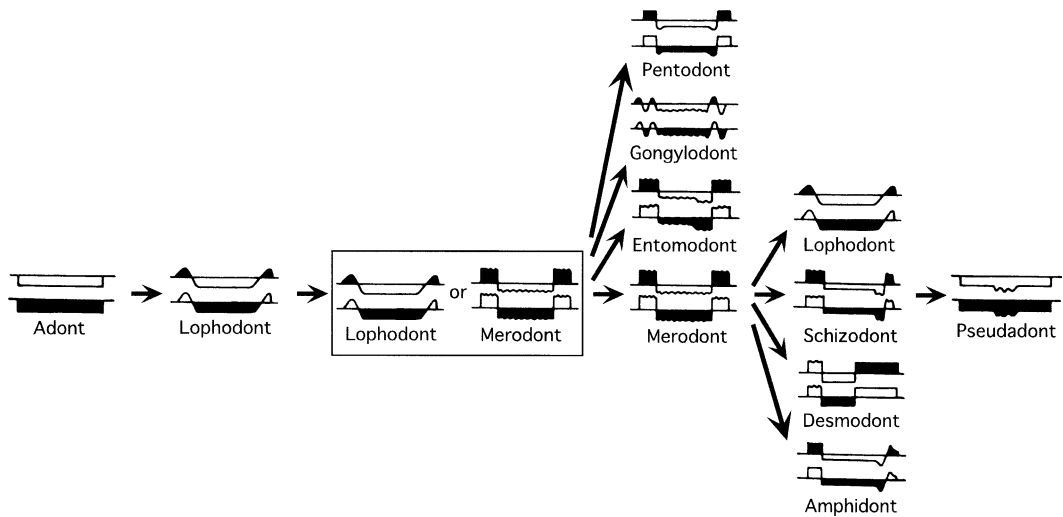 Adont
Lophodont
Lophodont
or
Merodont
Pentodont
Gongylodont
Entomodont
Merodont
Lophodont
Schizodont
Desmodont
Amphidont
Pseudadont